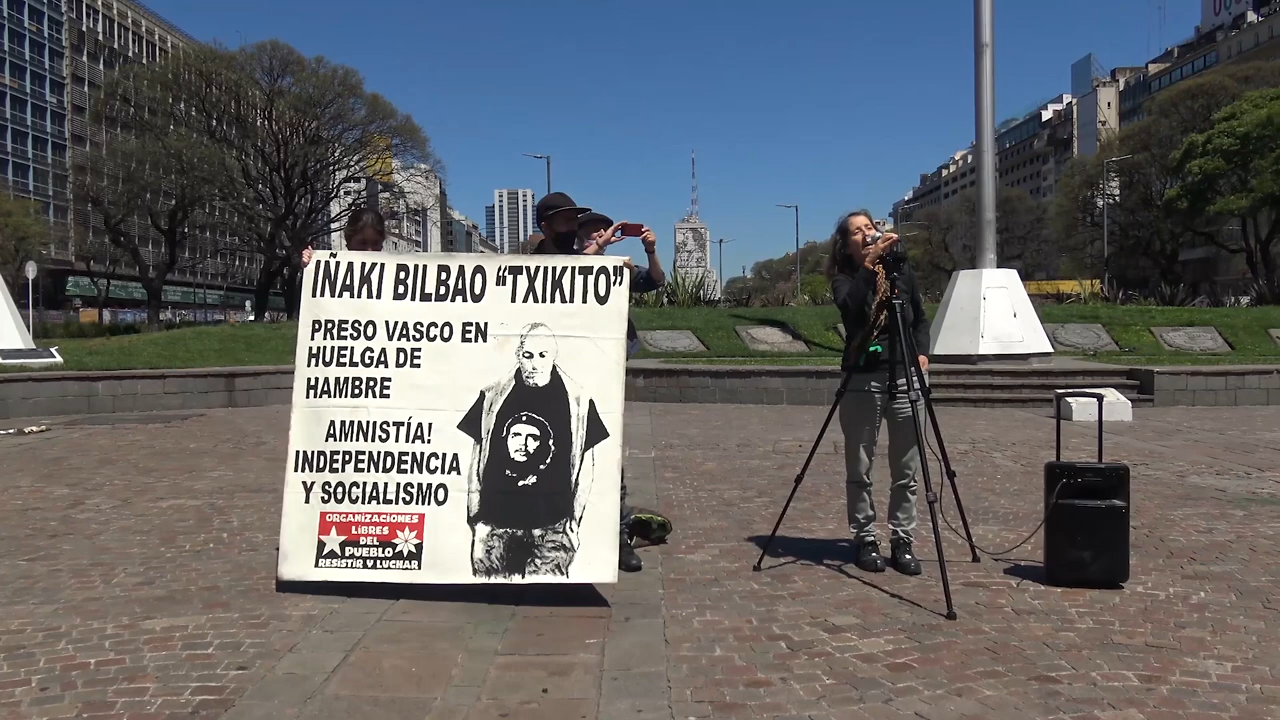 IÑAKI BILBAO “TXIKITO”
PRESO VASCO EN
HUELGA DE
HAMBRE
AMNISTÍA!
INDEPENDENCIA
Y SOCIALISMO
ORGANIZACIONES
LiBRES
DEL
PUEBLO
RESiSTiR Y LUCHAR